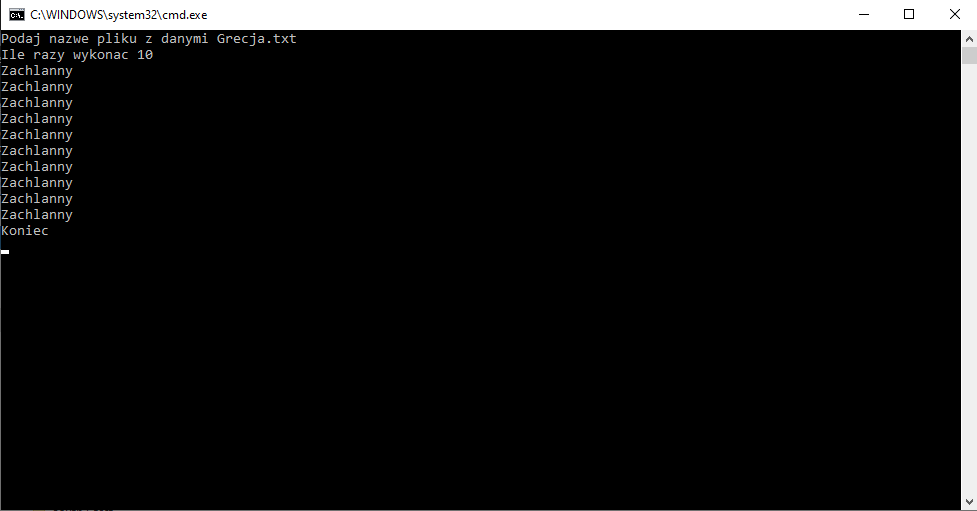 C:\WINDOWS\system32\cmd.exe
Podaj nazwe pliku z danymi Grecja.txt
Ile razy wykonac 10
Zachlanny
Zachlanny
Zachlanny
Zachlanny
Zachlanny
Zachlanny
Zachlanny
Zachlanny
Zachlanny
Zachlanny
Koniec